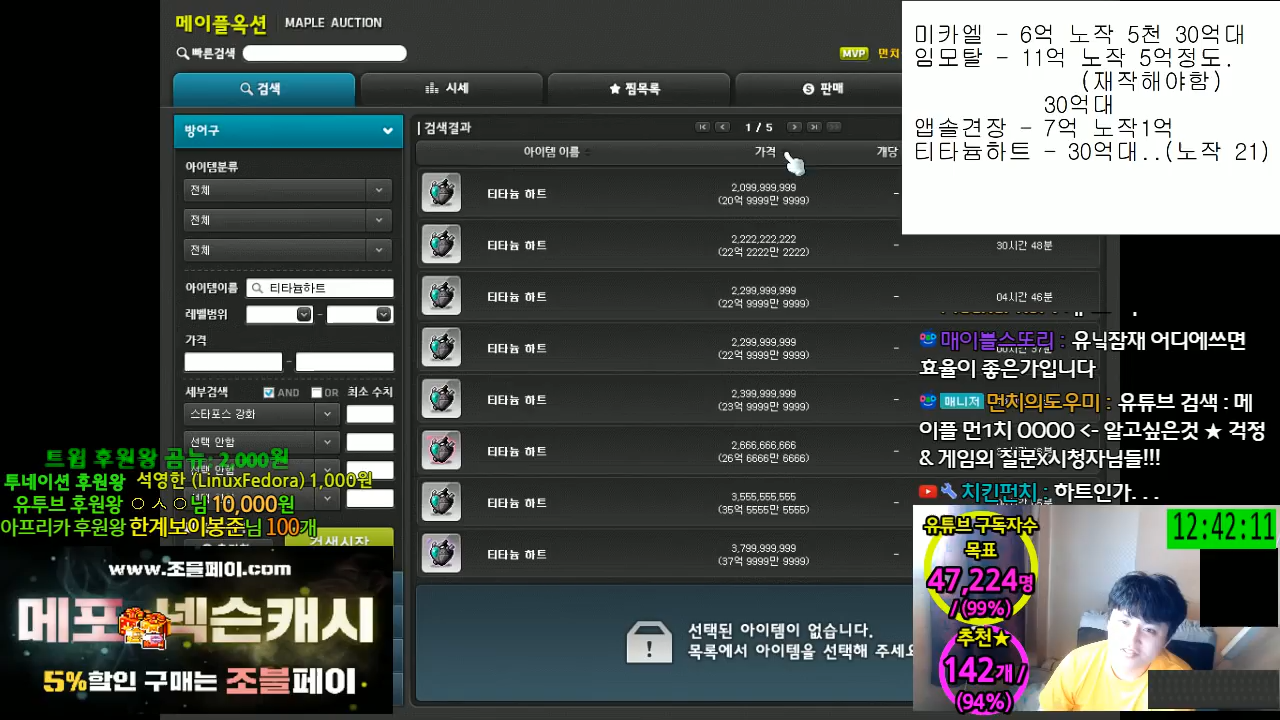 메이플옥션 MAPLE AUCTION
빠른검색
MVP 먼치
검색 시세 찜목록 판매
방어구
아이템분류
전체
전체
전체
아이템이름 티타늄하트
레벨범위 -
가격
-
세부검색 AND OR 최소 수치
스타포스 강화
선택 안함
선택 안함
검색결과 1 / 5
아이템 이름 가격 개당
티타늄 하트 2,099,999,999 -
(20억 9999만 9999)
티타늄 하트 2,222,222,222 - 30시간 48분
(22억 2222만 2222)
티타늄 하트 2,299,999,999 - 04시간 46분
(22억 9999만 9999)
티타늄 하트 2,299,999,999 -
(22억 9999만 9999)
티타늄 하트 2,399,999,999 -
(23억 9999만 9999)
티타늄 하트 2,666,666,666 -
(26억 6666만 6666)
티타늄 하트 3,555,555,555 -
(35억 5555만 5555)
티타늄 하트 3,799,999,999 -
(37억 9999만 9999)
선택된 아이템이 없습니다.
목록에서 아이템을 선택해 주세요
미카엘 - 6억 노작 5천 30억대
임모탈 - 11억 노작 5억정도.
(재작해야함)
30억대
앱솔견장 - 7억 노작1억
티타늄하트 - 30억대..(노작 21)
매이쁠스또리 : 유닉잠재 어디에쓰면
효율이 좋은가입니다
매니저 먼치의도우미 : 유튜브 검색 : 메
이플 먼1치 OOOO <- 알고싶은것 ★ 걱정
& 게임외 질문x시청자님들!!!
치킨펀치 : 하트인가. . .
트윕 후원왕 곰뉴: 2,000원
투네이션 후원왕 석영한 (LinuxFedora) 1,000원
유투브 후원왕 ㅇㅅㅇ님 10,000원
아프리카 후원왕 한계보이봉준님 100개
www.조블페이.com
메포 넥슨캐시
5%할인 구매는 조블페이
유튜브 구독자수
목표
47,224명
/ (99%)
추천★
142개 /
(94%)
12:42:11